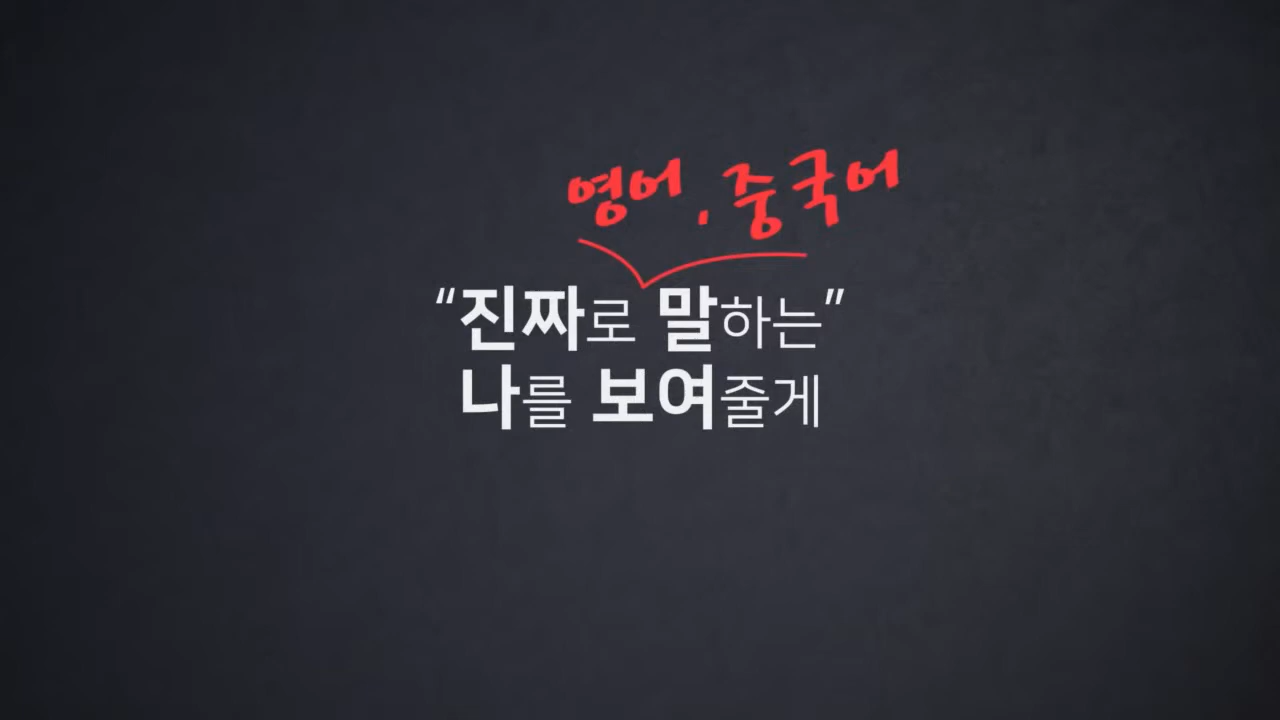 영어, 중국어
“진짜로 말하는”
나를 보여줄게